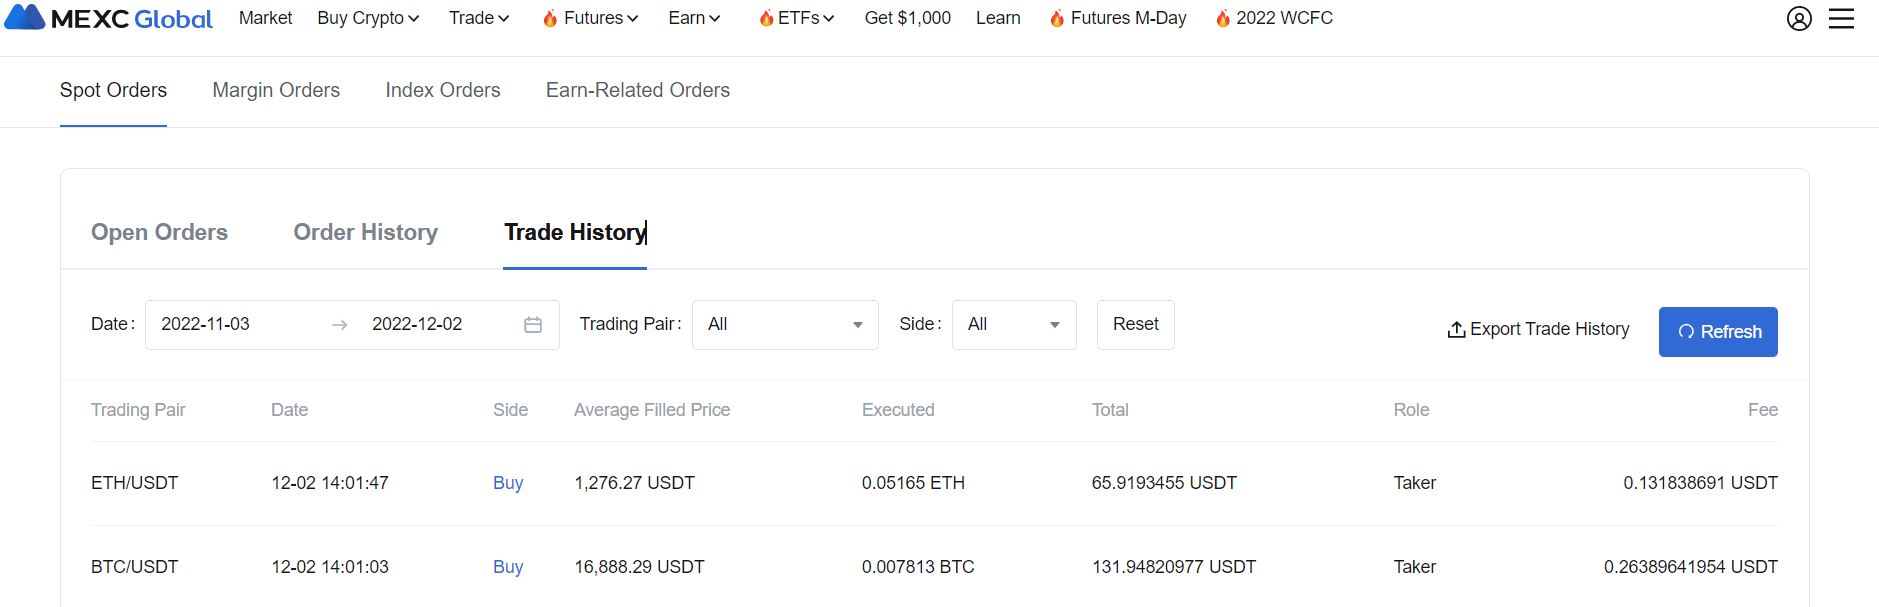 MEXC Global Market Buy Crypto Trade Futures Earn ETFs Get $1,000 Learn Futures M-Day 2022 WCFC
Spot Orders Margin Orders Index Orders Earn-Related Orders
Open Orders Order History Trade History
Date: 2022-11-03 → 2022-12-02 Trading Pair: All Side: All Reset Export Trade History Refresh
Trading Pair Date Side Average Filled Price Executed Total Role Fee
ETH/USDT 12-02 14:01:47 Buy 1,276.27 USDT 0.05165 ETH 65.9193455 USDT Taker 0.131838691 USDT
BTC/USDT 12-02 14:01:03 Buy 16,888.29 USDT 0.007813 BTC 131.94820977 USDT Taker 0.26389641954 USDT